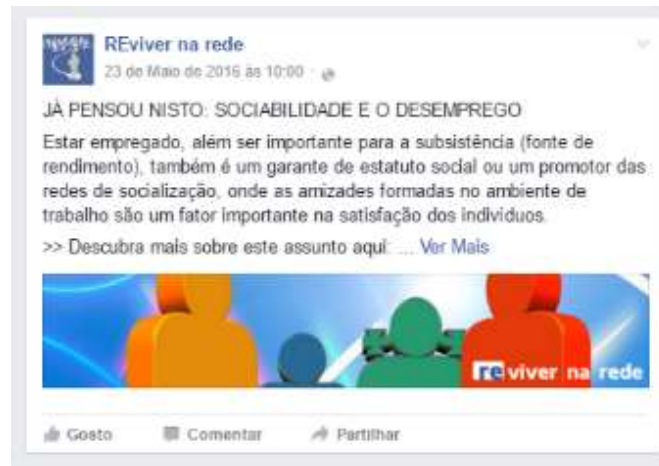 REviver na rede
23 de Maio de 2016 às 10:00 ·
JÁ PENSOU NISTO: SOCIABILIDADE E O DESEMPREGO
Estar empregado, além ser importante para a subsistência (fonte de
rendimento), também é um garante de estatuto social ou um promotor das
redes de socialização, onde as amizades formadas no ambiente de
trabalho são um fator importante na satisfação dos individuos.
>> Descubra mais sobre este assunto aqui: ... Ver Mais
re viver na rede
Gosto Comentar Partilhar